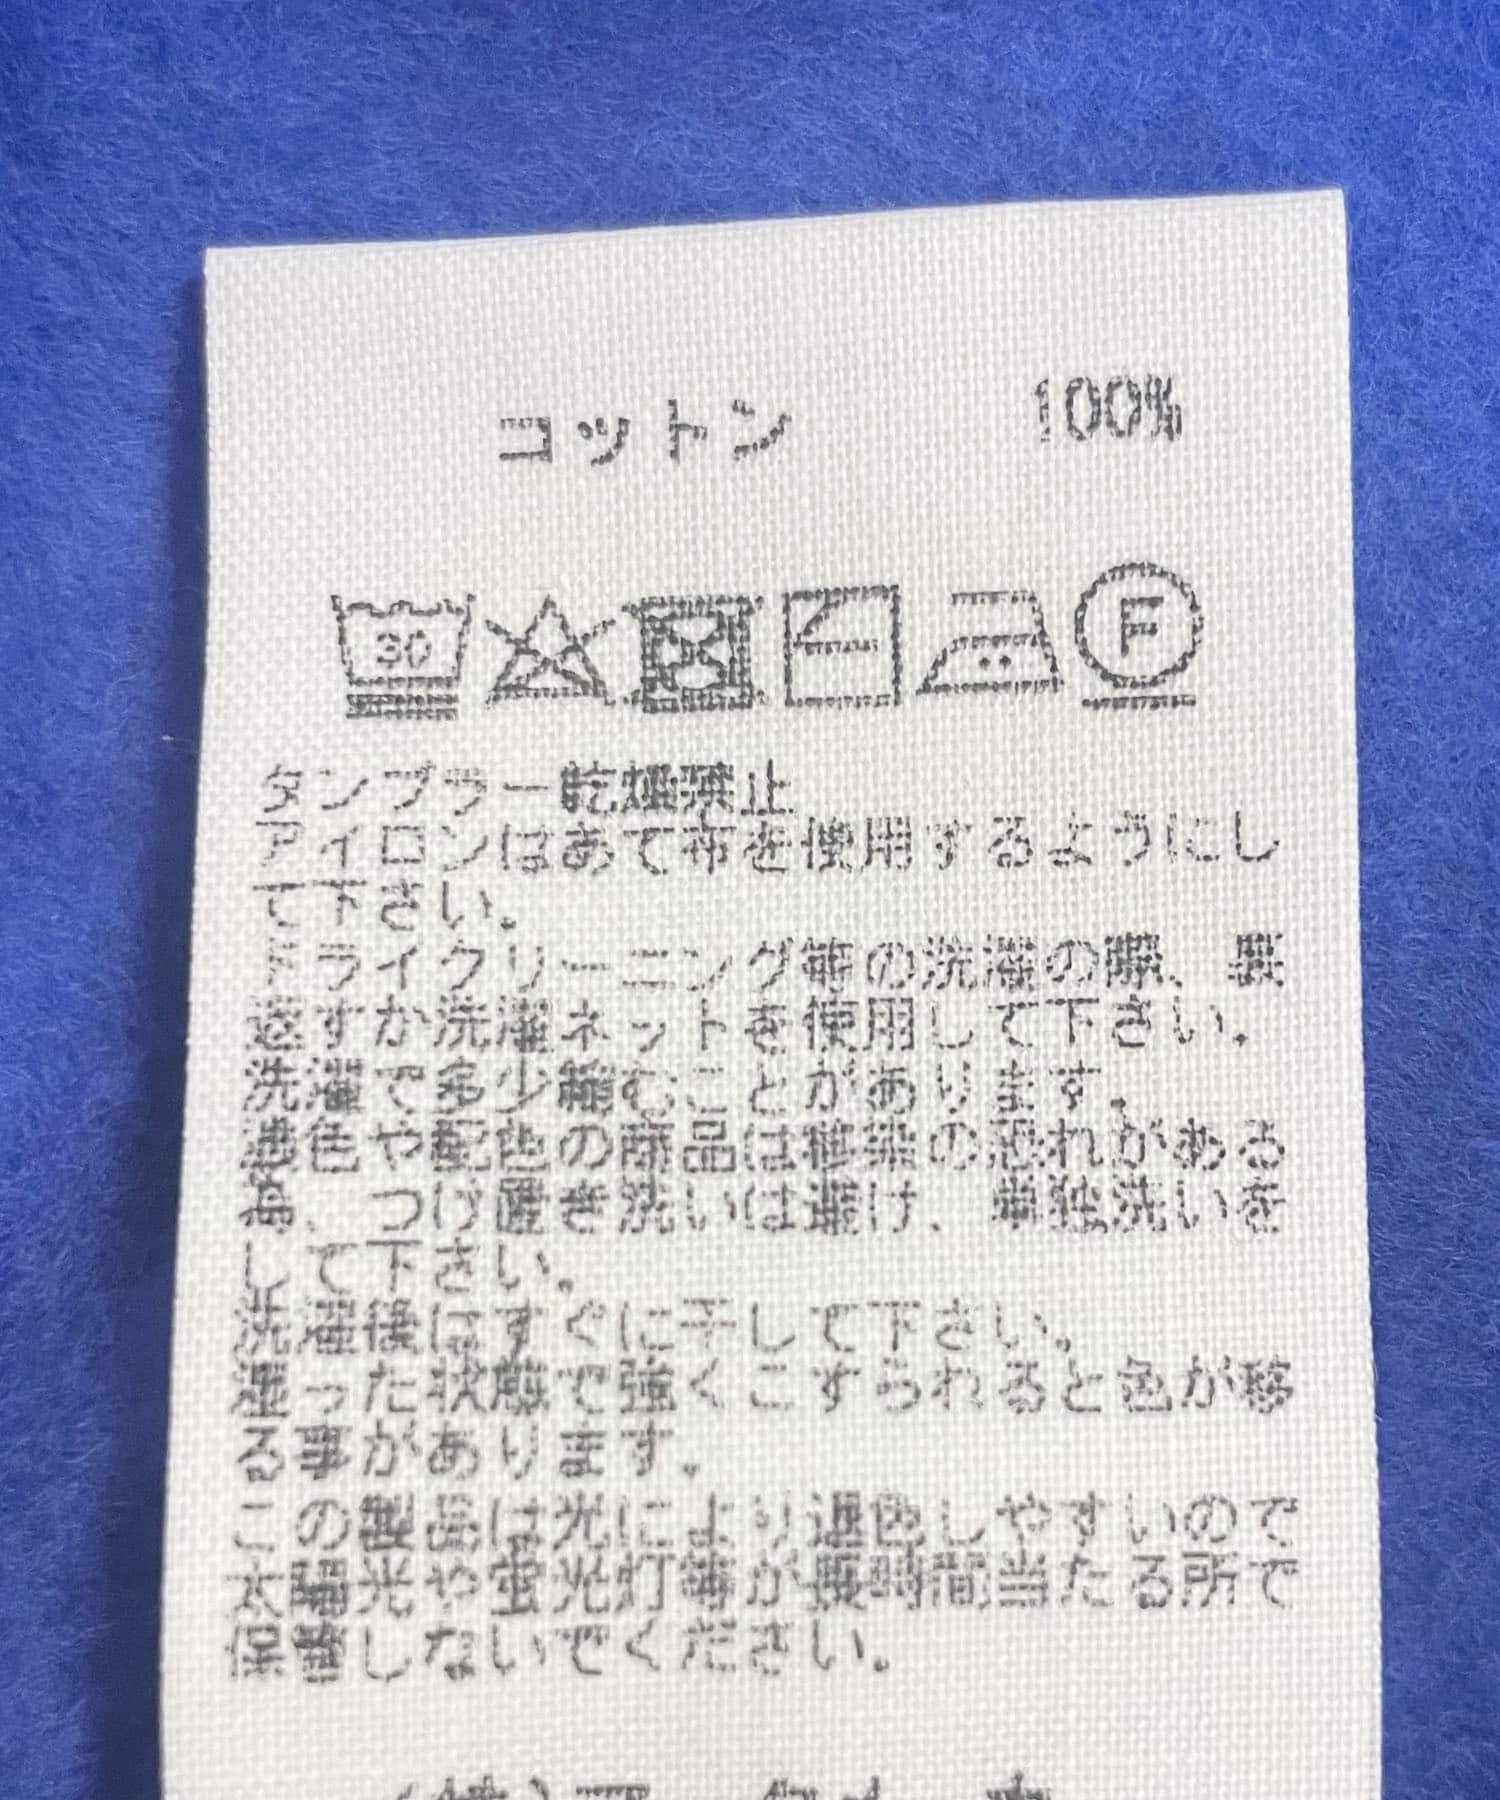 コットン 100%
30 F
タンブラー乾燥禁止
アイロンはあて布を使用するようにし
て下さい。
ドライクリーニング等の洗濯の際、裏
返すか洗濯ネットを使用して下さい。
洗濯で多少縮むことがあります。
濃色や配色の商品は移染の恐れがある
為、つけ置き洗いは避け、単独洗いを
して下さい。
洗濯後はすぐに干して下さい。
湿った状態で強くこすられると色が移
る事があります。
この製品は光により退色しやすいので
太陽光や蛍光灯等が長時間当たる所で
保管しないでください。